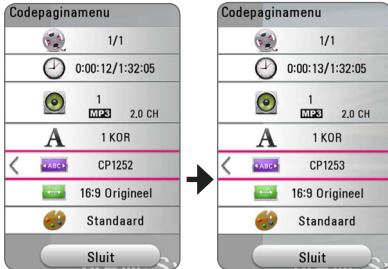 Codepaginamenu
1/1
0:00:12/1:32:05
1
MP3 2.0 CH
A 1 KOR
ABC CP1252
16:9 Origineel
Standaard
Sluit
Codepaginamenu
1/1
0:00:13/1:32:05
1
MP3 2.0 CH
A 1 KOR
ABC CP1253
16:9 Origineel
Standaard
Sluit